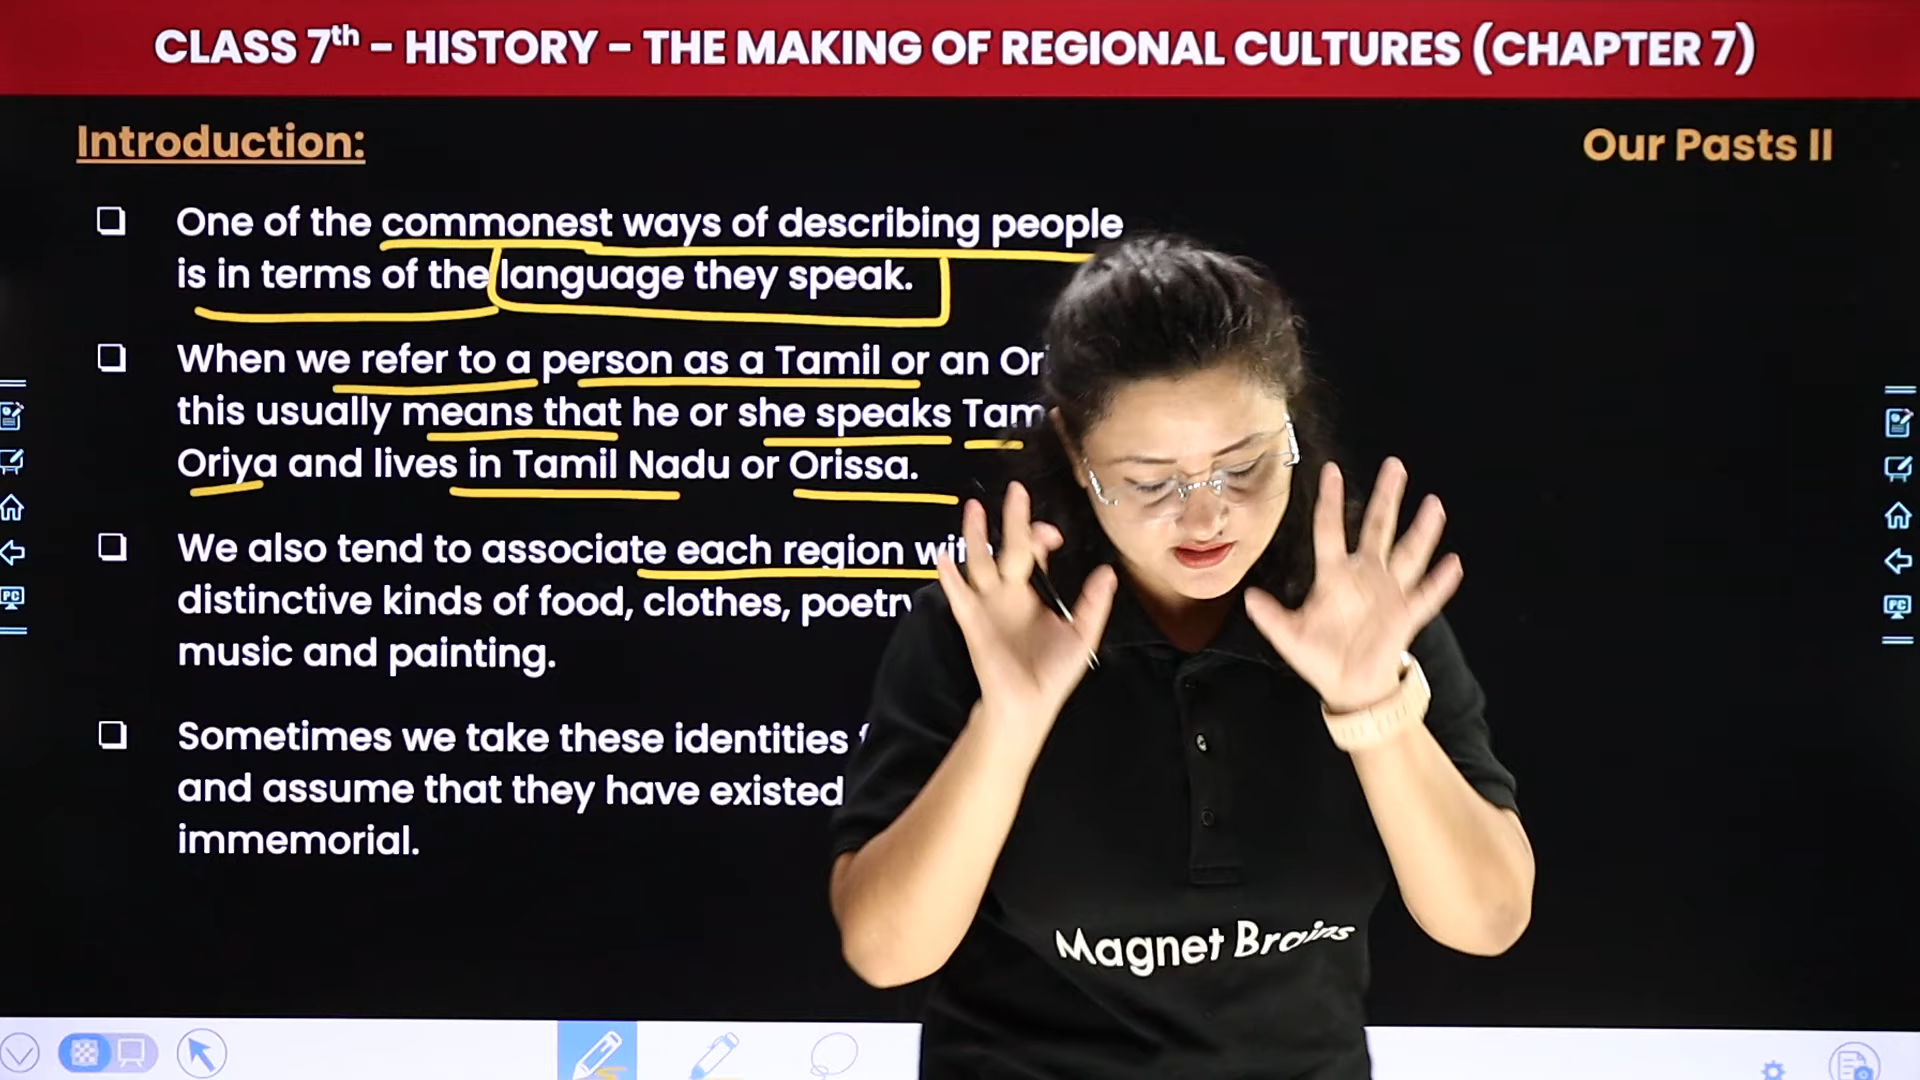 CLASS 7th – HISTORY – THE MAKING OF REGIONAL CULTURES (CHAPTER 7)
Introduction:
Our Pasts II
One of the commonest ways of describing people
is in terms of the language they speak.
When we refer to a person as a Tamil or an
this usually means that he or she speaks
Oriya and lives in Tamil Nadu or Orissa.
We also tend to associate each region
distinctive kinds of food, clothes,
music and painting.
Sometimes we take these identities
and assume that they have existed
immemorial.
Magnet Brains
PC
PC